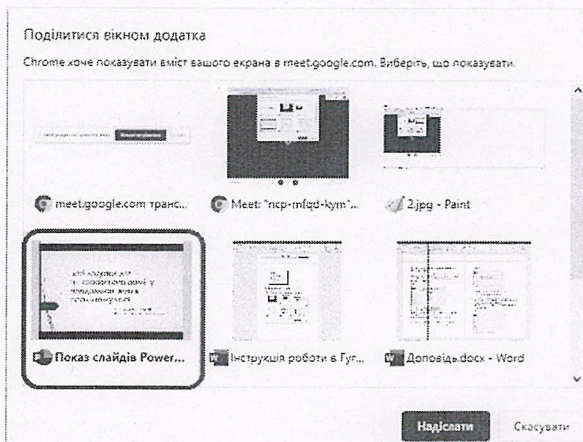 Поділитися вікном додатка
Chrome хоче показувати вміст вашого екрана в meet.google.com. Виберіть, що показувати.
meet.google.com транс...
Meet: "ncp-mfqd-kym"...
2.jpg - Paint
Показ слайдів Power...
Інструкція роботи в Гуг...
Доповідь.docx - Word
Надіслати
Скасувати